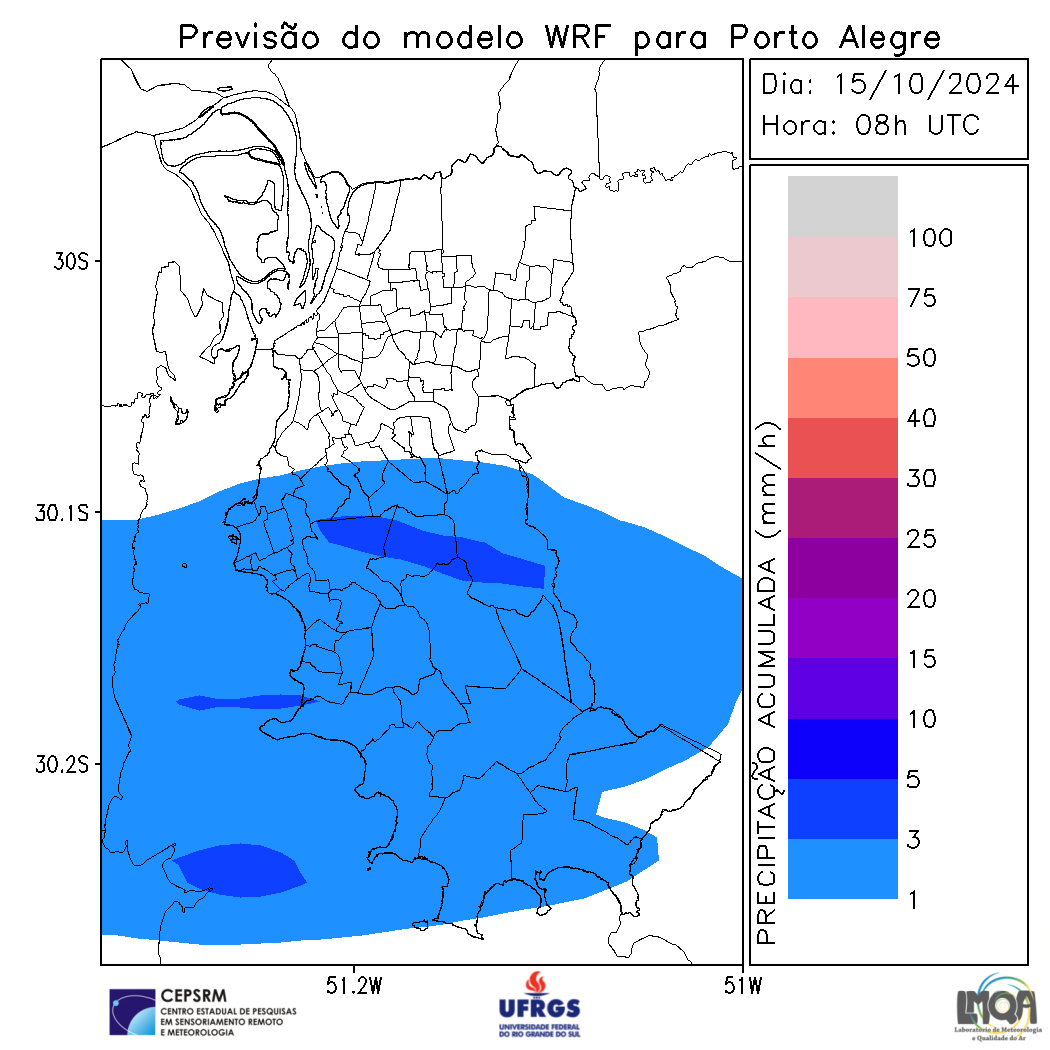 Previsão do modelo WRF para Porto Alegre
Dia: 15/10/2024
Hora: 08h UTC
30S
30.1S
30.2S
51.2W
51W
PRECIPITAÇÃO ACUMULADA (mm/h)
100
75
50
40
30
25
20
15
10
5
3
1
CEPSRM
CENTRO ESTADUAL DE PESQUISAS
EM SENSORIAMENTO REMOTO
E METEOROLOGIA
UFRGS
UNIVERSIDADE FEDERAL
DO RIO GRANDE DO SUL
LMQA
Laboratório de Meteorologia
e Qualidade do Ar